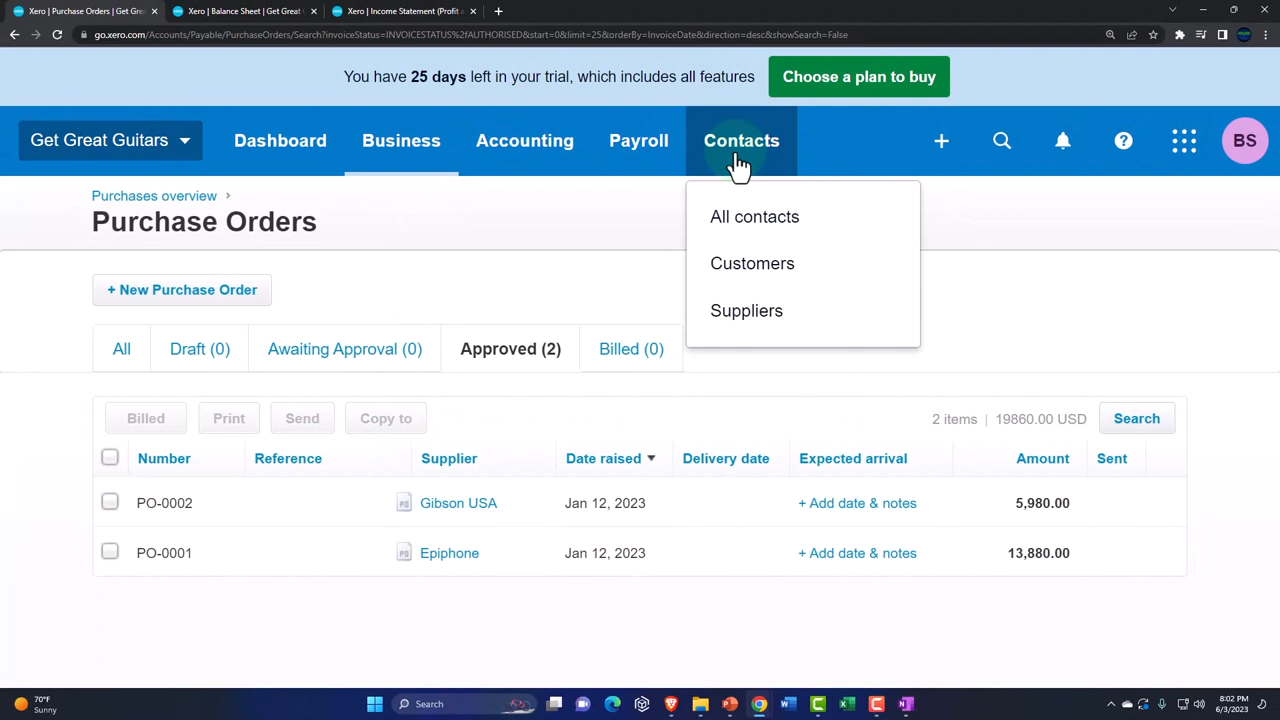 Xero | Purchase Orders | Get Gre
Xero | Balance Sheet | Get Great
Xero | Income Statement (Profit a
go.xero.com/Accounts/Payable/PurchaseOrders/Search?invoiceStatus=INVOICESTATUS%2fAUTHORISED&start=0&limit=25&orderBy=InvoiceDate&direction=desc&showSearch=False
You have 25 days left in your trial, which includes all features
Choose a plan to buy
Get Great Guitars
Dashboard
Business
Accounting
Payroll
Contacts
BS
Purchases overview ›
Purchase Orders
All contacts
Customers
Suppliers
+ New Purchase Order
All
Draft (0)
Awaiting Approval (0)
Approved (2)
Billed (0)
Billed
Print
Send
Copy to
2 items | 19860.00 USD
Search
Number Reference Supplier Date raised Delivery date Expected arrival Amount Sent
PO-0002 Gibson USA Jan 12, 2023 + Add date & notes 5,980.00
PO-0001 Epiphone Jan 12, 2023 + Add date & notes 13,880.00
70°F
Sunny
Search
8:02 PM
6/3/2023